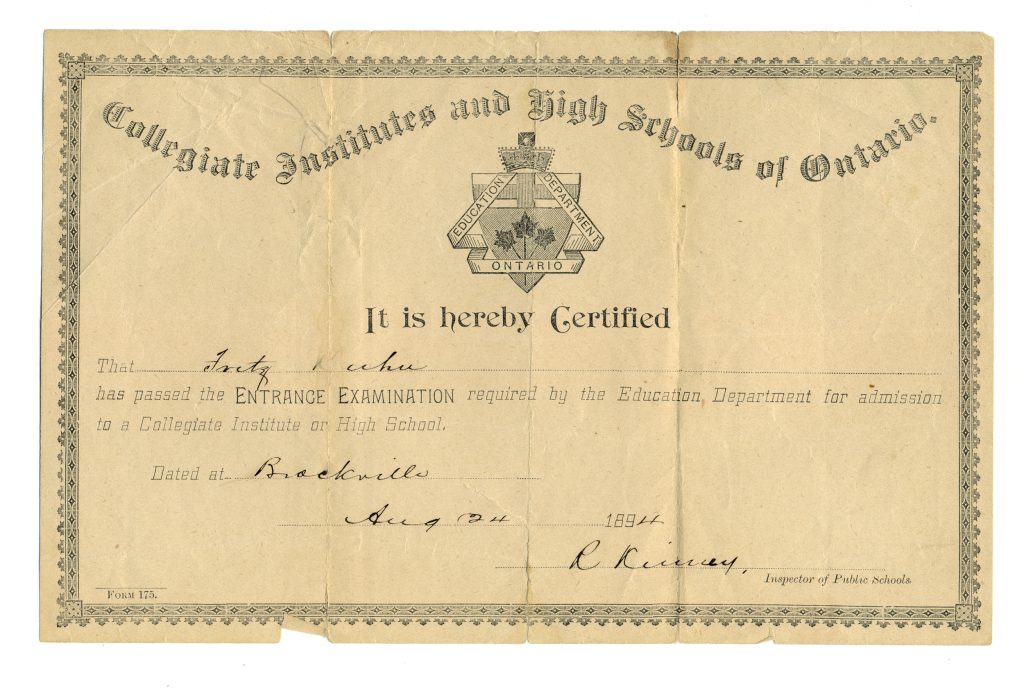 Collegiate Institutes and High Schools of Ontario.
EDUCATION DEPARTMENT
ONTARIO
It is hereby Certified
That Fritz
has passed the ENTRANCE EXAMINATION required by the Education Department for admission
to a Collegiate Institute or High School.
Dated at Brockville
Aug 24 1894
R Kinney,
Inspector of Public Schools.
FORM 175.